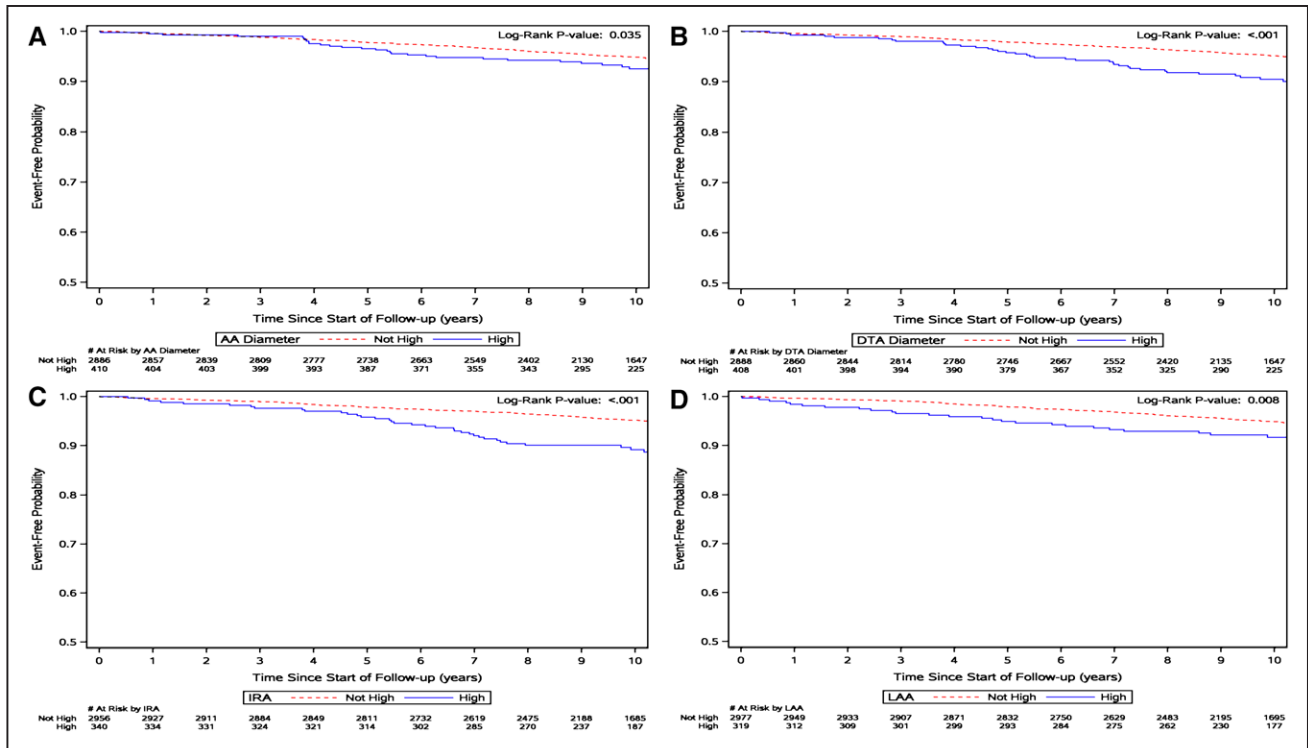 A
Log-Rank P-value: 0.035
Event-Free Probability
1.0
0.9
0.8
0.7
0.6
0.5
0 1 2 3 4 5 6 7 8 9 10
Time Since Start of Follow-up (years)
AA Diameter Not High High
# At Risk by AA Diameter
Not High 2886 2857 2839 2809 2777 2738 2663 2549 2402 2130 1647
High 410 404 403 399 393 387 371 355 343 295 225
B
Log-Rank P-value: <.001
Event-Free Probability
1.0
0.9
0.8
0.7
0.6
0.5
0 1 2 3 4 5 6 7 8 9 10
Time Since Start of Follow-up (years)
DTA Diameter Not High High
# At Risk by DTA Diameter
Not High 2888 2860 2844 2814 2780 2746 2667 2552 2420 2135 1647
High 408 401 398 394 390 379 367 352 325 290 225
C
Log-Rank P-value: <.001
Event-Free Probability
1.0
0.9
0.8
0.7
0.6
0.5
0 1 2 3 4 5 6 7 8 9 10
Time Since Start of Follow-up (years)
IRA Not High High
# At Risk by IRA
Not High 2956 2927 2911 2884 2849 2811 2732 2619 2475 2188 1685
High 340 334 331 324 321 314 302 285 270 237 187
D
Log-Rank P-value: 0.008
Event-Free Probability
1.0
0.9
0.8
0.7
0.6
0.5
0 1 2 3 4 5 6 7 8 9 10
Time Since Start of Follow-up (years)
LAA Not High High
# At Risk by LAA
Not High 2977 2949 2933 2907 2871 2832 2750 2629 2483 2195 1695
High 319 312 309 301 299 293 284 275 262 230 177